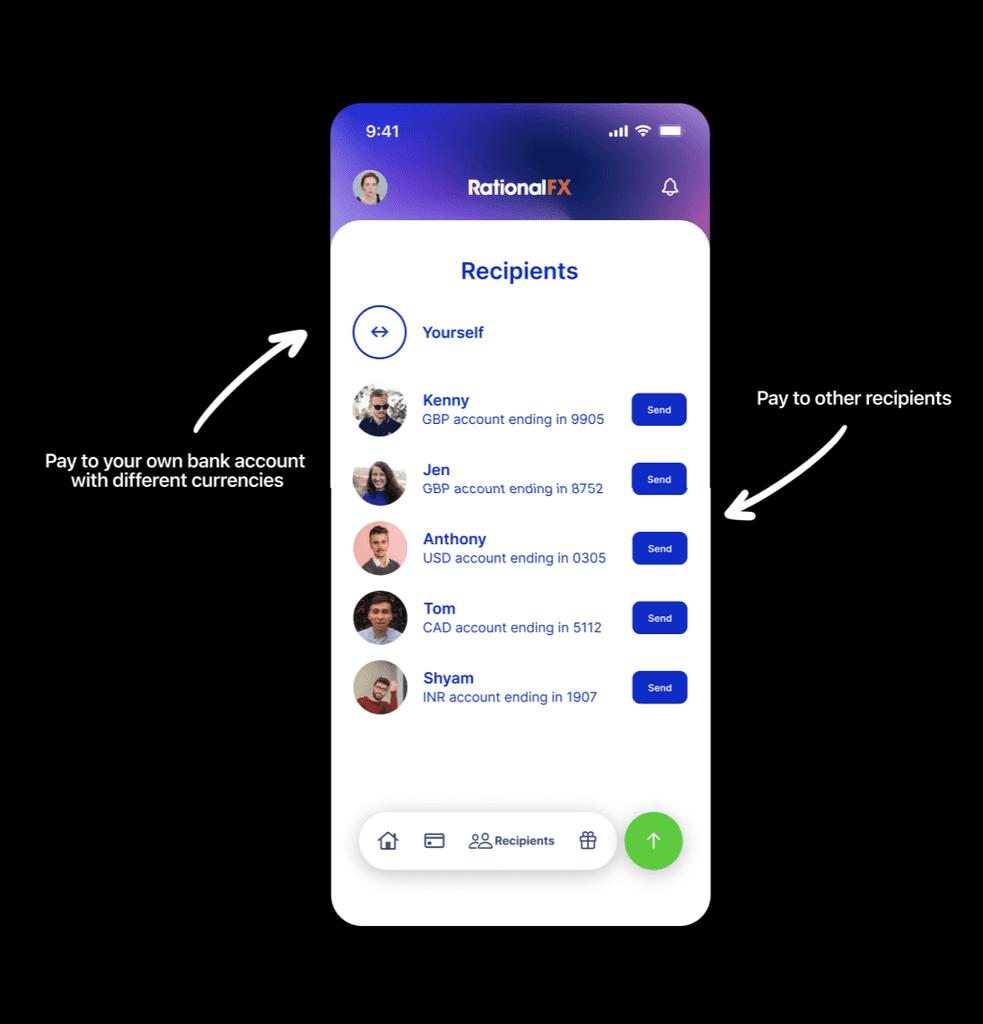 9:41
RationalFX
Recipients
Yourself
Kenny
GBP account ending in 9905
Send
Jen
GBP account ending in 8752
Send
Anthony
USD account ending in 0305
Send
Tom
CAD account ending in 5112
Send
Shyam
INR account ending in 1907
Send
Recipients
Pay to your own bank account
with different currencies
Pay to other recipients